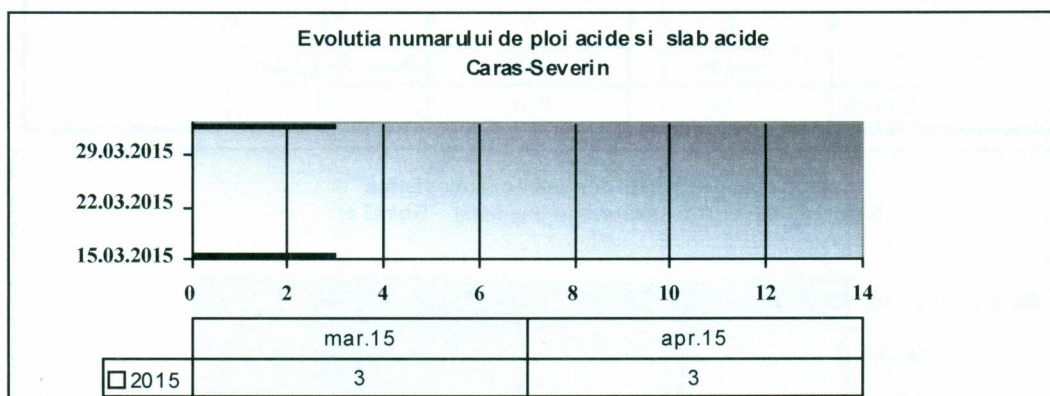 Evolutia numarului de ploi acide si slab acide
Caras-Severin
29.03.2015
22.03.2015
15.03.2015
0 2 4 6 8 10 12 14
mar.15 apr.15
2015 3 3